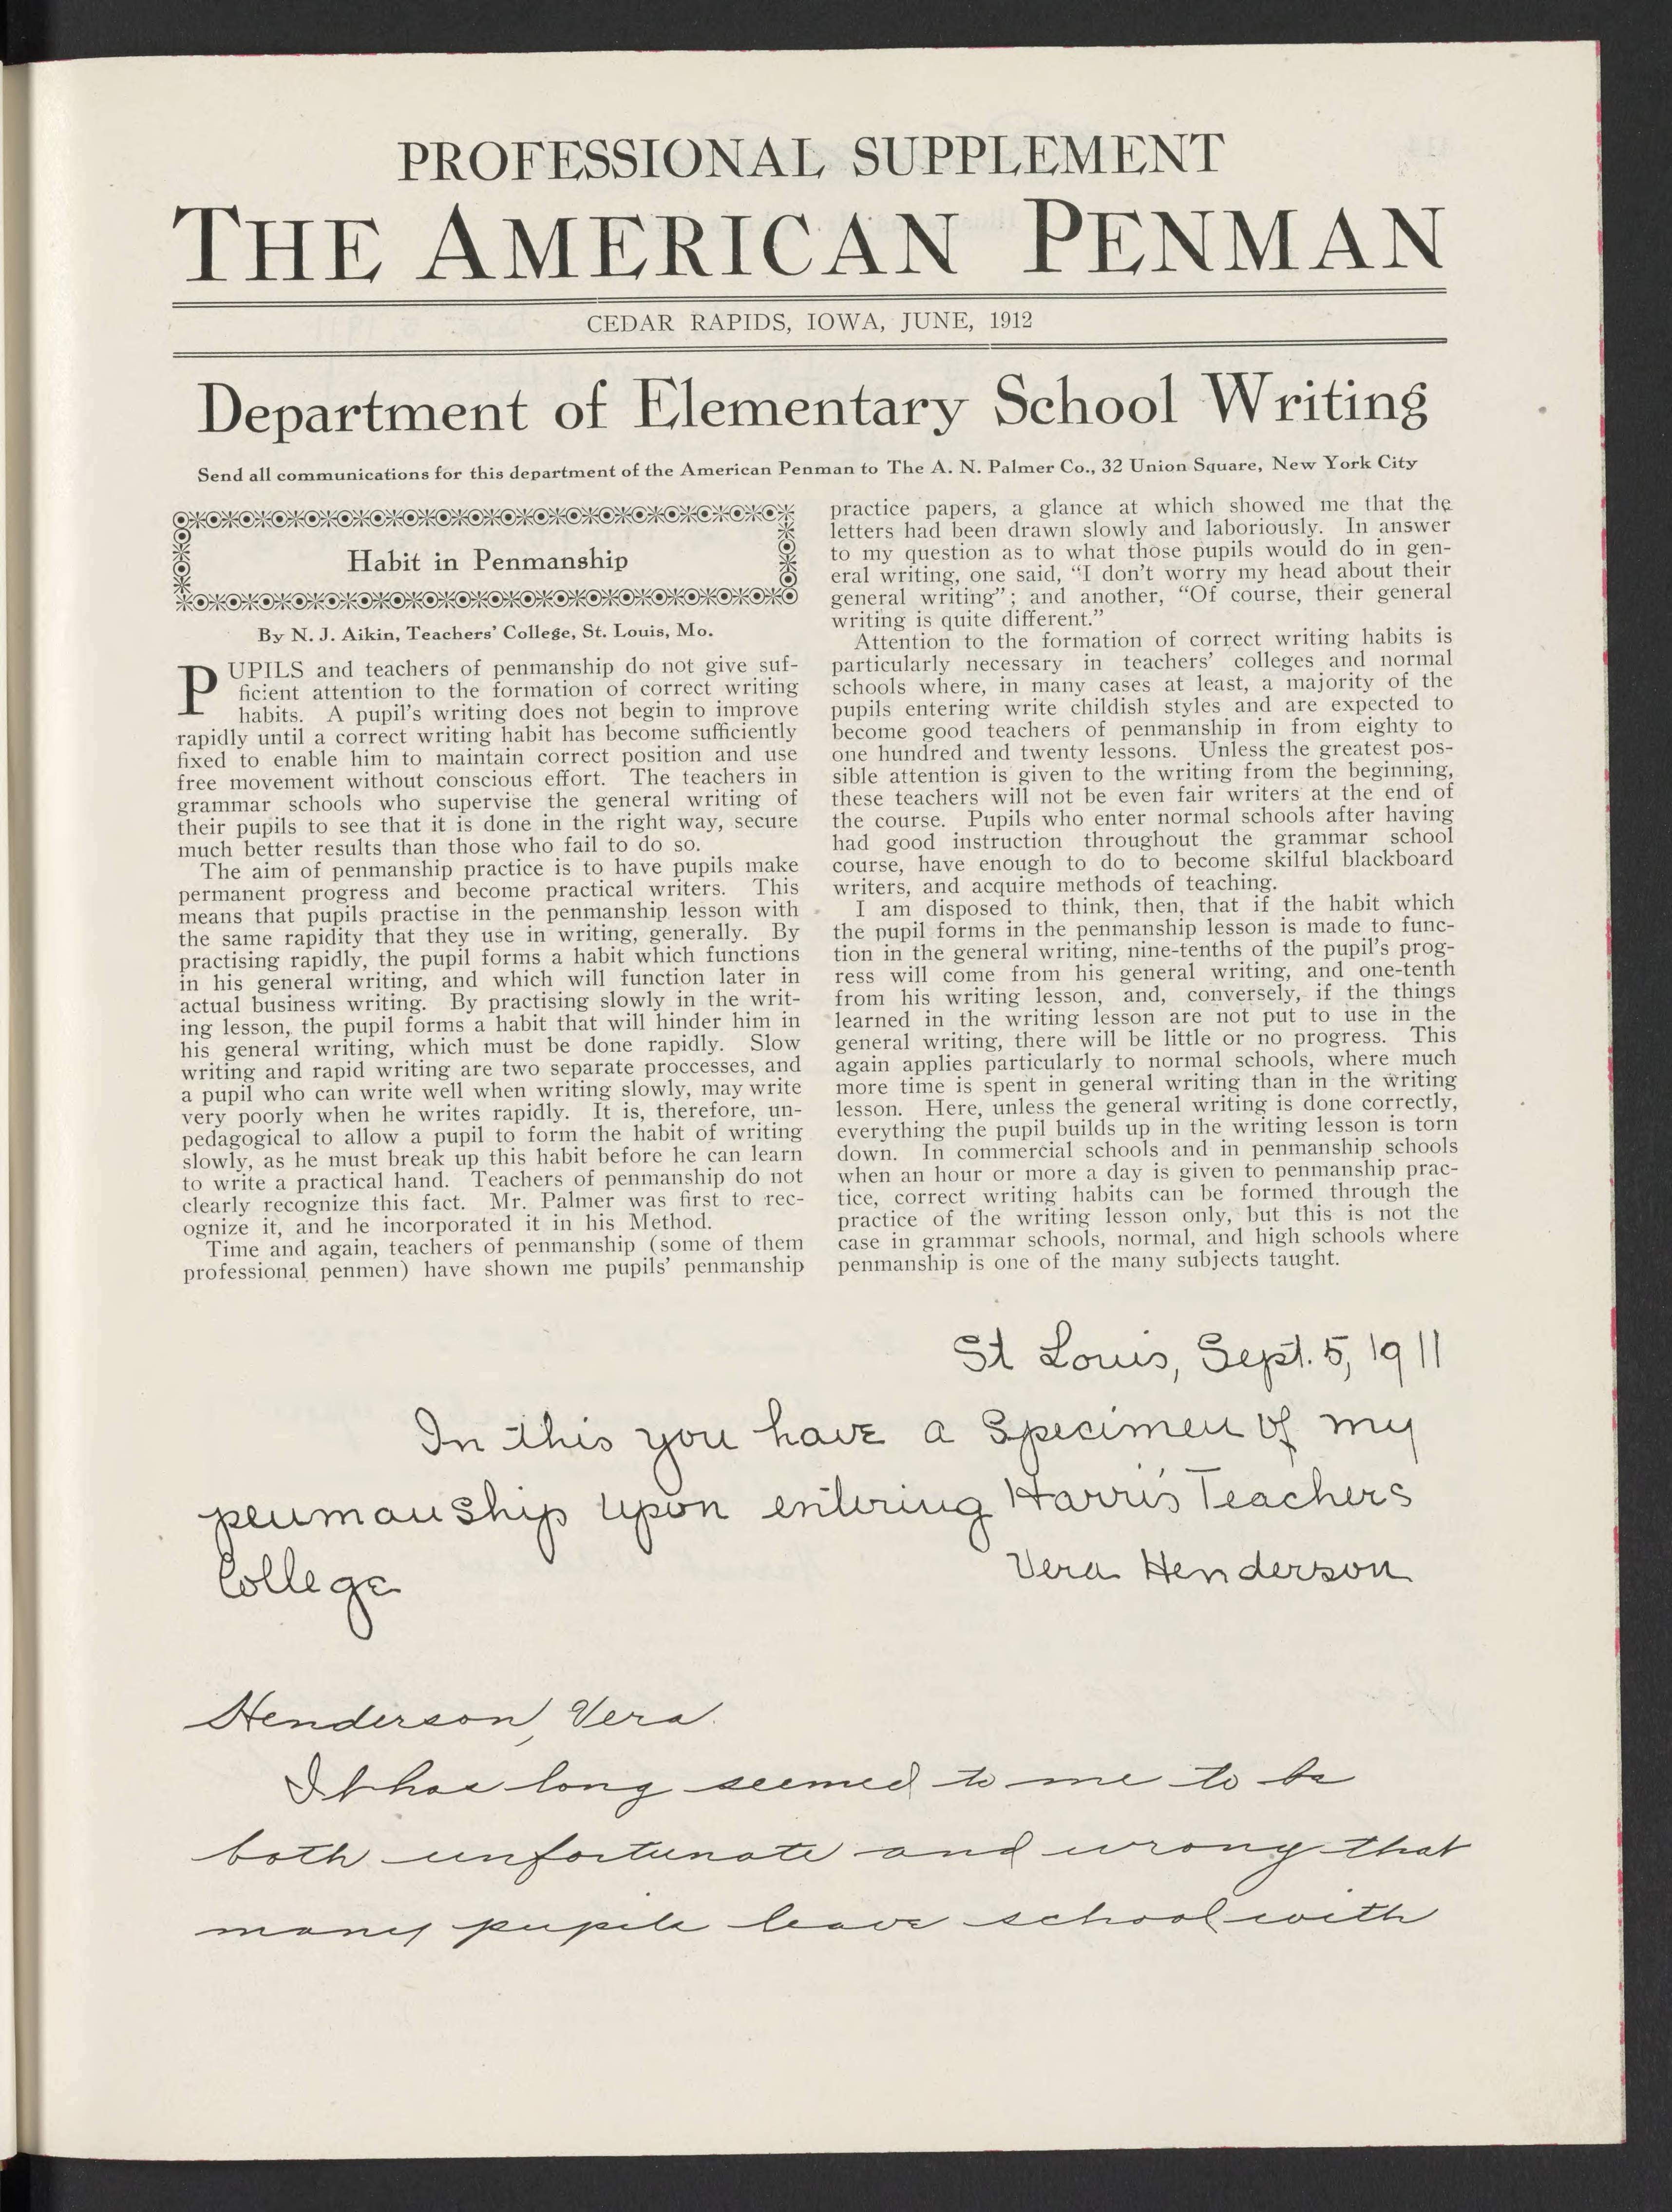 PROFESSIONAL SUPPLEMENT
THE AMERICAN PENMAN
CEDAR RAPIDS, IOWA, JUNE, 1912
Department of Elementary School Writing
Send all communications for this department of the American Penman to The A. N. Palmer Co., 32 Union Square, New York City
Habit in Penmanship
By N. J. Aikin, Teachers' College, St. Louis, Mo.
PUPILS and teachers of penmanship do not give suf-
ficient attention to the formation of correct writing
habits. A pupil's writing does not begin to improve
rapidly until a correct writing habit has become sufficiently
fixed to enable him to maintain correct position and use
free movement without conscious effort. The teachers in
grammar schools who supervise the general writing of
their pupils to see that it is done in the right way, secure
much better results than those who fail to do so.
The aim of penmanship practice is to have pupils make
permanent progress and become practical writers. This
means that pupils practise in the penmanship lesson with
the same rapidity that they use in writing, generally. By
practising rapidly, the pupil forms a habit which functions
in his general writing, and which will function later in
actual business writing. By practising slowly in the writ-
ing lesson, the pupil forms a habit that will hinder him in
his general writing, which must be done rapidly. Slow
writing and rapid writing are two separate proccesses, and
a pupil who can write well when writing slowly, may write
very poorly when he writes rapidly. It is, therefore, un-
pedagogical to allow a pupil to form the habit of writing
slowly, as he must break up this habit before he can learn
to write a practical hand. Teachers of penmanship do not
clearly recognize this fact. Mr. Palmer was first to rec-
ognize it, and he incorporated it in his Method.
Time and again, teachers of penmanship (some of them
professional penmen) have shown me pupils' penmanship
practice papers, a glance at which showed me that the
letters had been drawn slowly and laboriously. In answer
to my question as to what those pupils would do in gen-
eral writing, one said, "I don't worry my head about their
general writing"; and another, "Of course, their general
writing is quite different."
Attention to the formation of correct writing habits is
particularly necessary in teachers' colleges and normal
schools where, in many cases at least, a majority of the
pupils entering write childish styles and are expected to
become good teachers of penmanship in from eighty to
one hundred and twenty lessons. Unless the greatest pos-
sible attention is given to the writing from the beginning,
these teachers will not be even fair writers at the end of
the course. Pupils who enter normal schools after having
had good instruction throughout the grammar school
course, have enough to do to become skilful blackboard
writers, and acquire methods of teaching.
I am disposed to think, then, that if the habit which
the pupil forms in the penmanship lesson is made to func-
tion in the general writing, nine-tenths of the pupil's prog-
ress will come from his general writing, and one-tenth
from his writing lesson, and, conversely, if the things
learned in the writing lesson are not put to use in the
general writing, there will be little or no progress. This
again applies particularly to normal schools, where much
more time is spent in general writing than in the writing
lesson. Here, unless the general writing is done correctly,
everything the pupil builds up in the writing lesson is torn
down. In commercial schools and in penmanship schools
when an hour or more a day is given to penmanship prac-
tice, correct writing habits can be formed through the
practice of the writing lesson only, but this is not the
case in grammar schools, normal, and high schools where
penmanship is one of the many subjects taught.
St Louis, Sept. 5, 1911
In this you have a Specimen of my
penmanship upon entering Harris Teachers
College
Vera Henderson
Henderson, Vera.
It has long seemed to me to be
both unfortunate and wrong that
many pupils leave school with